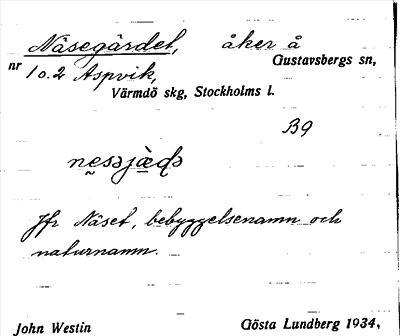 Näsegärdet, åker å
Gustavsbergs sn,
nr 1 o. 2 Aspvik,
Värmdö skg, Stockholms l.
B9
Jfr Näset, bebyggelsenamn och
naturnamn.
John Westin Gösta Lundberg 1934,